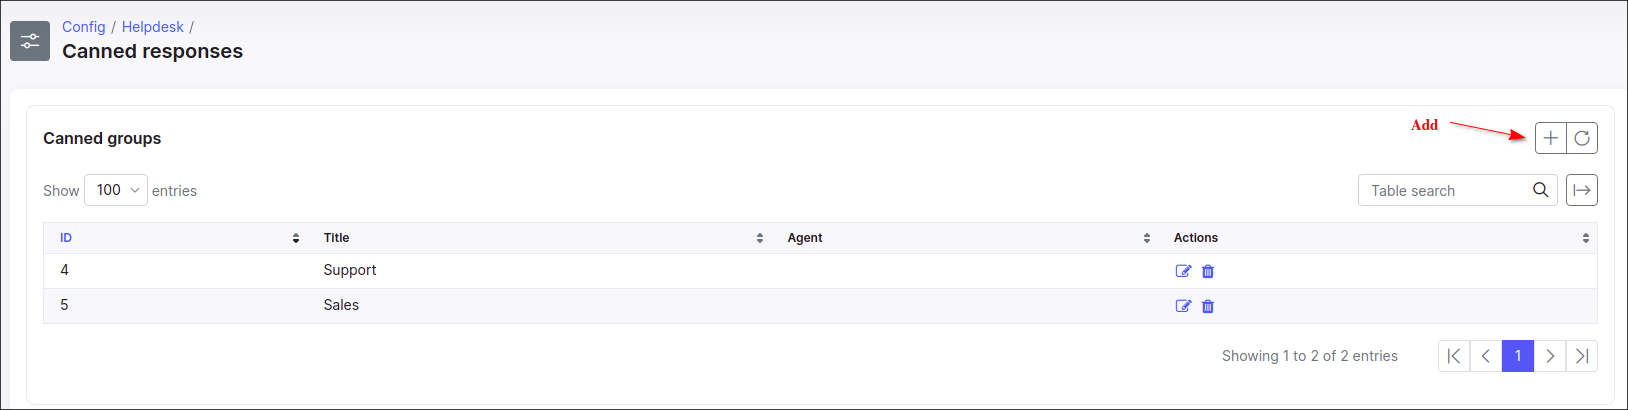 Config / Helpdesk /
Canned responses
Canned groups
Add
Show 100 entries
Table search
ID Title Agent Actions
4 Support
5 Sales
Showing 1 to 2 of 2 entries
1